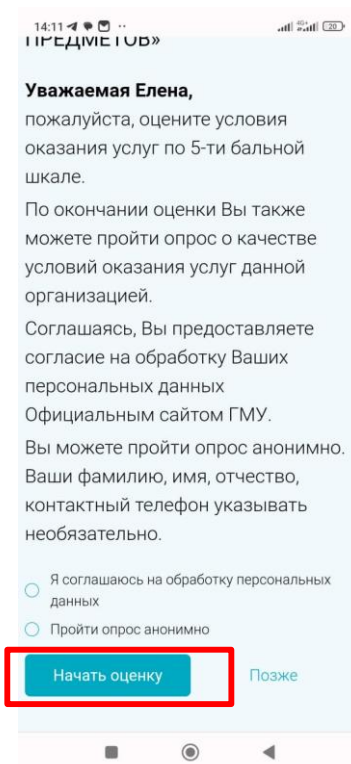 14:11
4G+
20
ПРЕДМЕТОВ»
Уважаемая Елена,
пожалуйста, оцените условия
оказания услуг по 5-ти бальной
шкале.
По окончании оценки Вы также
можете пройти опрос о качестве
условий оказания услуг данной
организацией.
Соглашаясь, Вы предоставляете
согласие на обработку Ваших
персональных данных
Официальным сайтом ГМУ.
Вы можете пройти опрос анонимно.
Ваши фамилию, имя, отчество,
контактный телефон указывать
необязательно.
Я соглашаюсь на обработку персональных
данных
Пройти опрос анонимно
Начать оценку
Позже